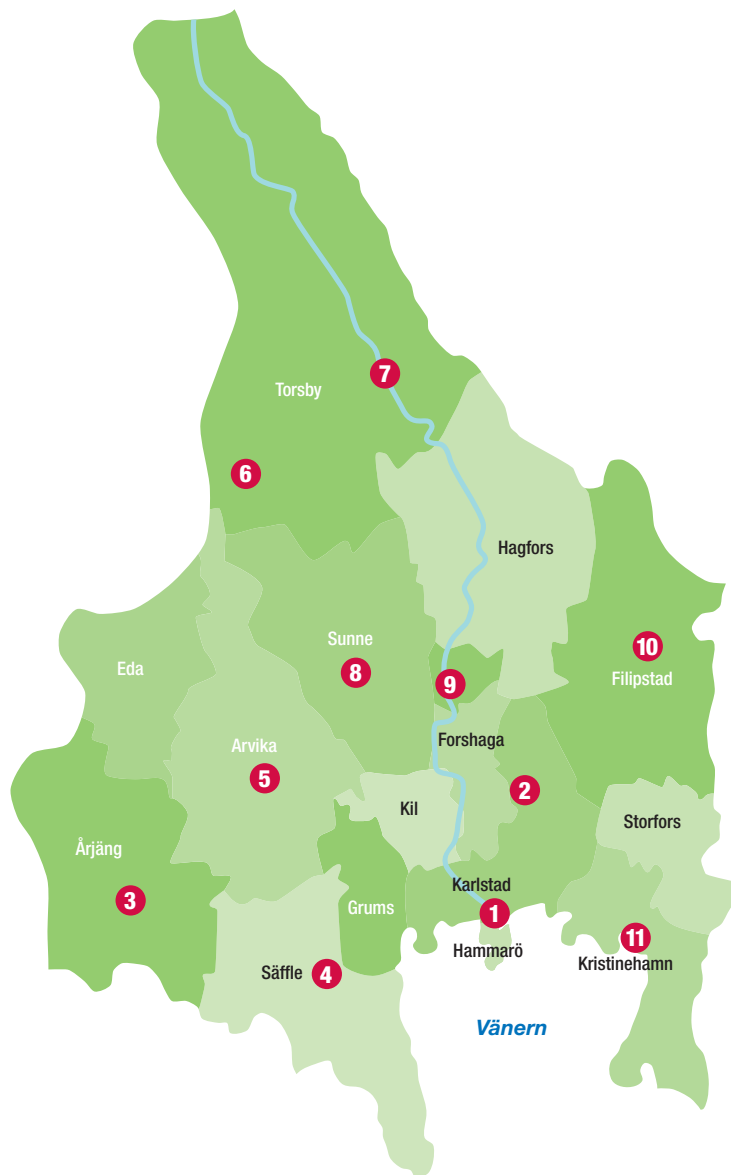 7
Torsby
6
Hagfors
Sunne
10
8
Eda
9
Filipstad
Forshaga
Arvika
5
2
Kil
Storfors
Årjäng
Karlstad
3
Grums
1
11
Hammarö
Kristinehamn
Säffle
4
Vänern